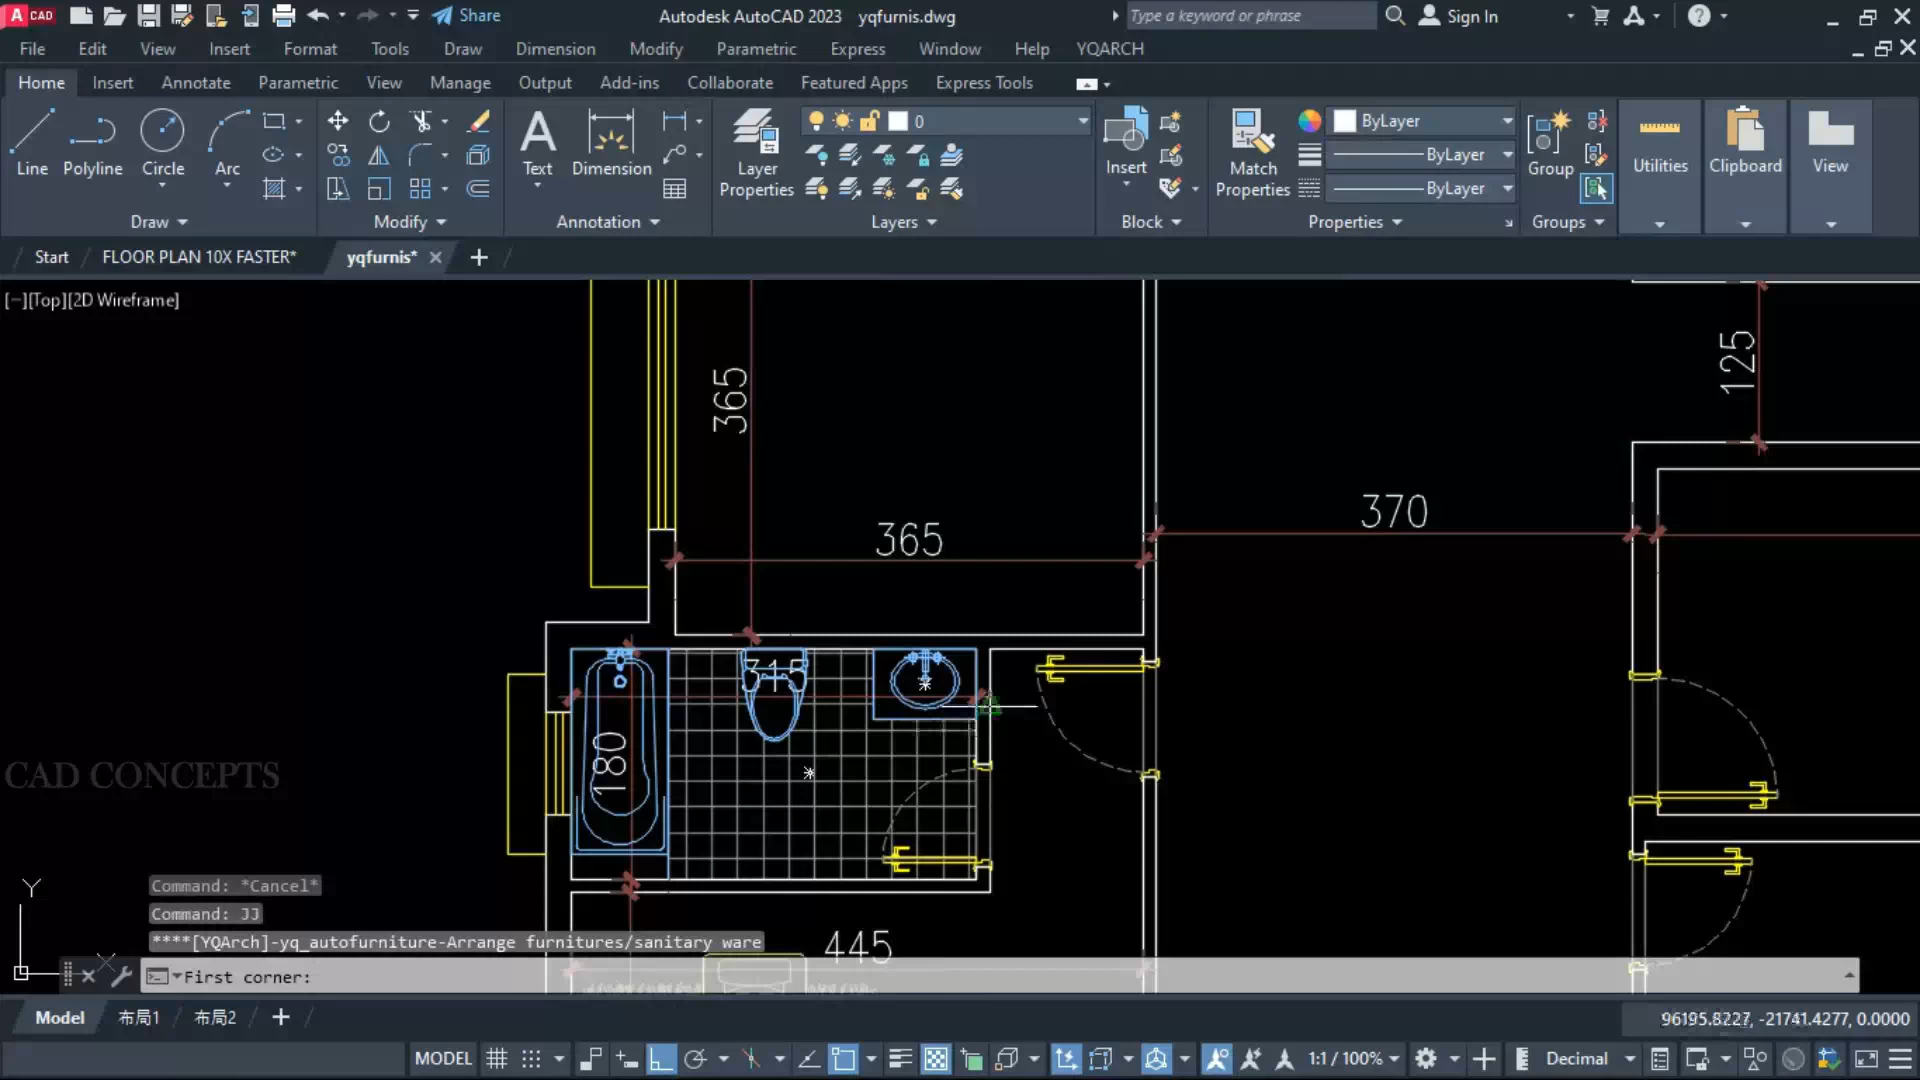 A CAD Share Autodesk AutoCAD 2023 yqfurnis.dwg Type a keyword or phrase Sign In
File Edit View Insert Format Tools Draw Dimension Modify Parametric Express Window Help YQARCH
Home Insert Annotate Parametric View Manage Output Add-ins Collaborate Featured Apps Express Tools
0 ByLayer
ByLayer
ByLayer
Line Polyline Circle Arc Text Dimension Layer Properties Insert Match Properties Group Utilities Clipboard View
Draw Modify Annotation Layers Block Properties Groups
Start FLOOR PLAN 10X FASTER* yqfurnis*
[−][Top][2D Wireframe]
125
365
370
365
315
180
CAD CONCEPTS
Y
X
Command: *Cancel*
Command: JJ
****[YQArch]-yq_autofurniture-Arrange furnitures/sanitary ware
445
First corner:
Model 布局1 布局2 96195.8227, -21741.4277, 0.0000
MODEL 1:1 / 100% Decimal